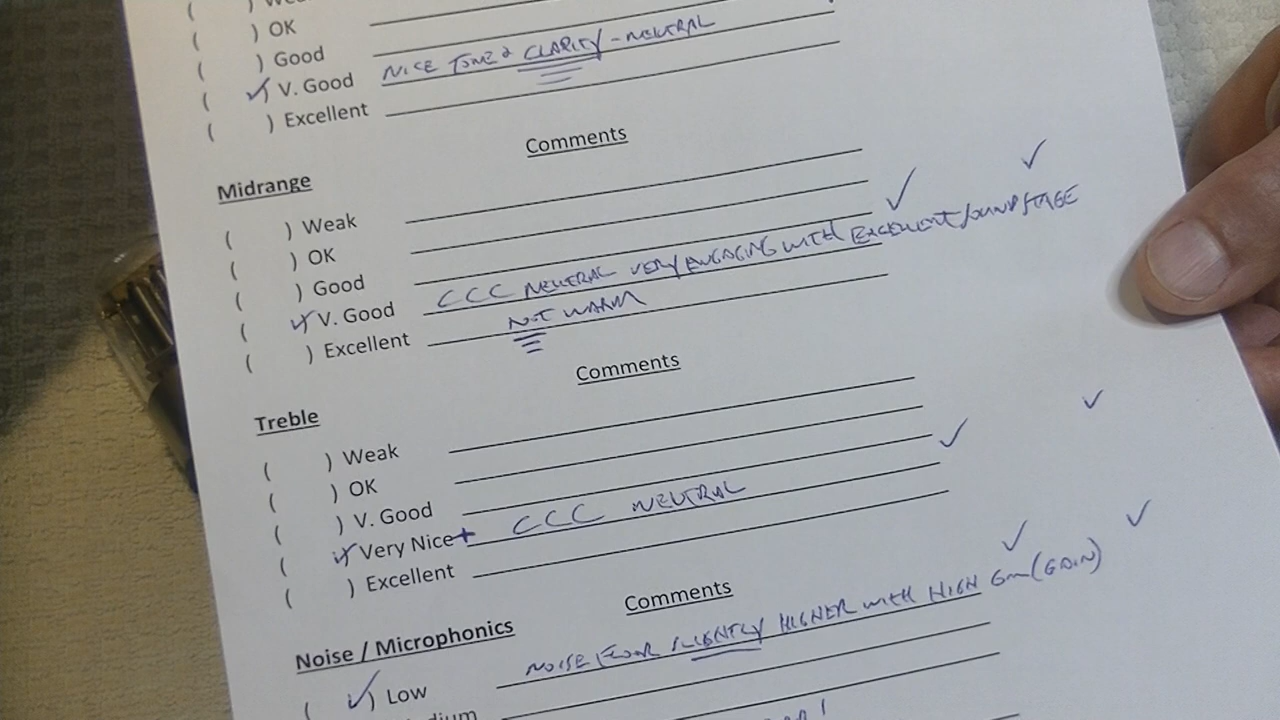 ( ) OK
( ) Good
( ✓) V. Good NICE TONE & CLARITY - NEUTRAL
( ) Excellent
Comments
Midrange
( ) Weak
( ) OK
( ) Good
( ✓) V. Good CCC NEUTRAL VERY ENGAGING WITH EXCELLENT SOUNDSTAGE
( ) Excellent NOT WARM
Comments
Treble
( ) Weak
( ) OK
( ) V. Good
( ✓) Very Nice+ CCC NEUTRAL
( ) Excellent
Comments
Noise / Microphonics
( ✓) Low NOISE FLOOR SLIGHTLY HIGHER WITH HIGH Gm (GAIN)